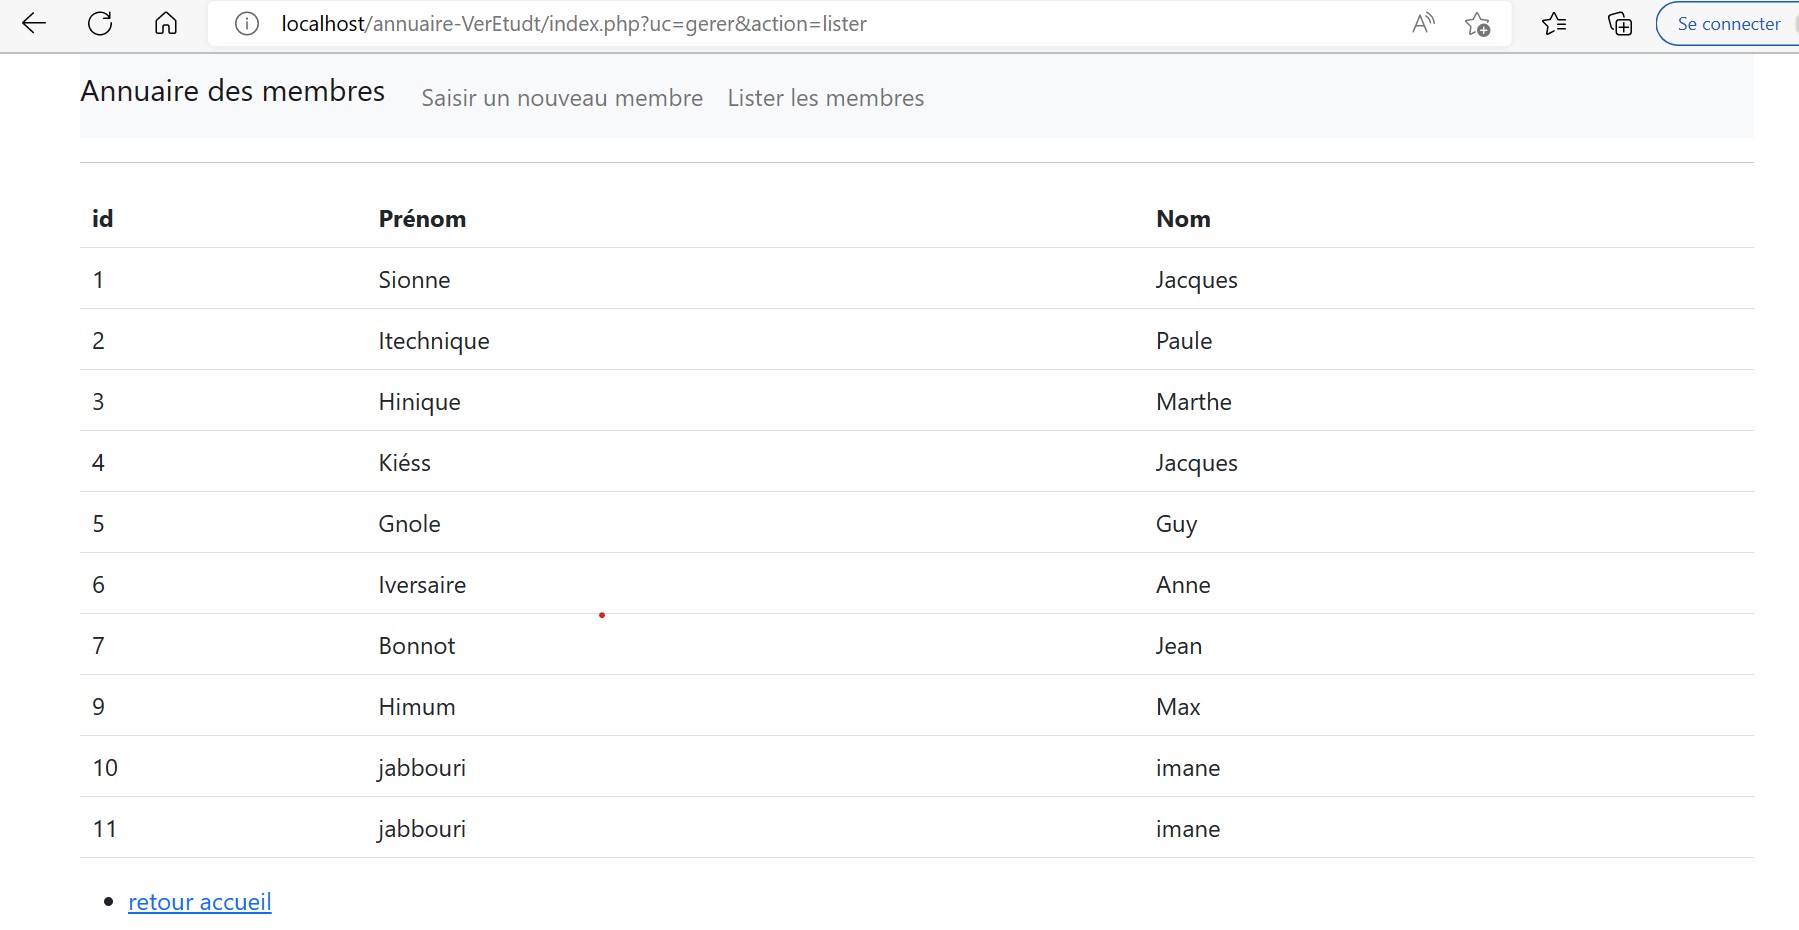 localhost/annuaire-VerEtudt/index.php?uc=gerer&action=lister
Se connecter
Annuaire des membres Saisir un nouveau membre Lister les membres
id Prénom Nom
1 Sionne Jacques
2 Itechnique Paule
3 Hinique Marthe
4 Kiéss Jacques
5 Gnole Guy
6 Iversaire Anne
7 Bonnot Jean
9 Himum Max
10 jabbouri imane
11 jabbouri imane
retour accueil